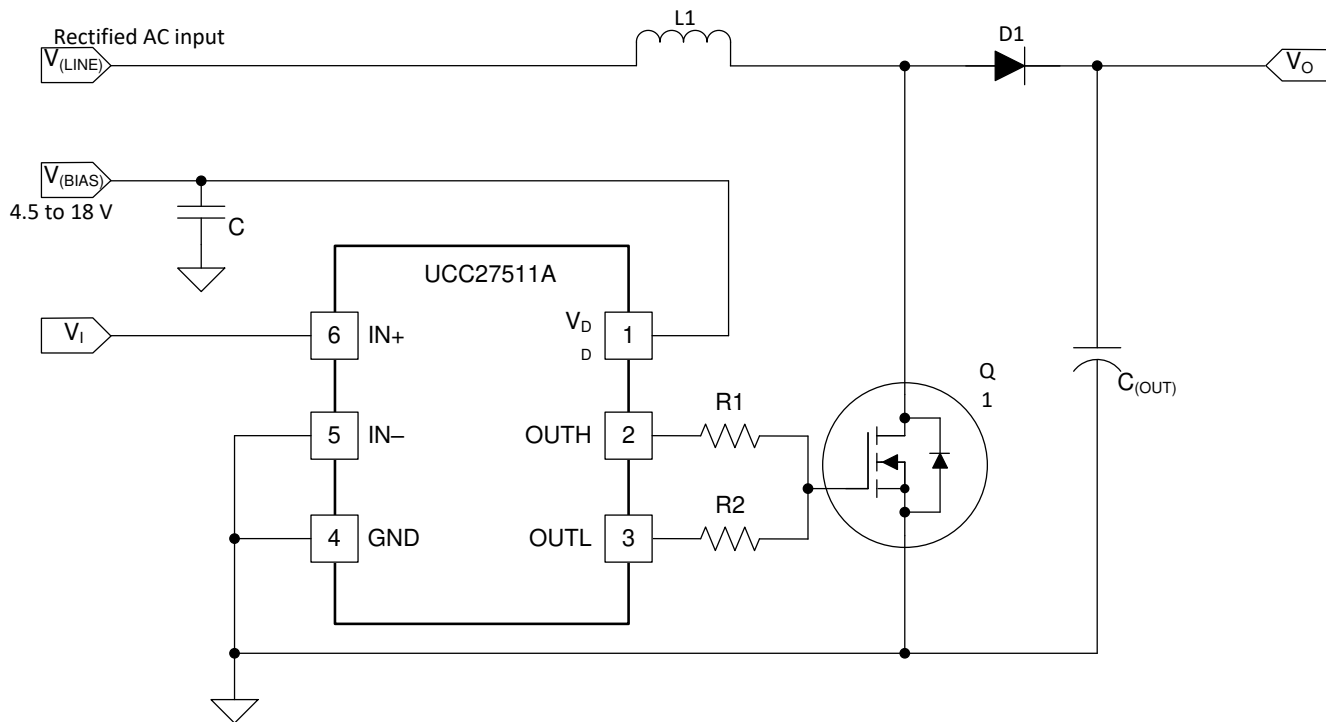 L1
Rectified AC input
D1
V(LINE)
VO
V(BIAS)
4.5 to 18 V
C
UCC27511A
VI
6
IN+
VD
D
1
Q
1
C(OUT)
R1
5
IN–
OUTH
2
R2
4
GND
OUTL
3